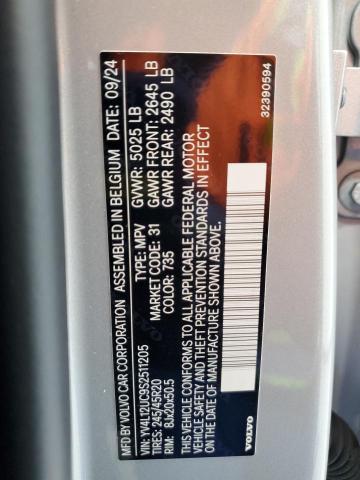 MFD BY VOLVO CAR CORPORATION ASSEMBLED IN BELGIUM DATE: 09/24
GVWR: 5025 LB
GAWR FRONT: 2645 LB
GAWR REAR: 2490 LB
VIN: YV4L12UC9S2511205 TYPE: MPV
TIRES: 245/45R20 MARKET CODE: 31
RIM: 8Jx20x50.5 COLOR: 735
THIS VEHICLE CONFORMS TO ALL APPLICABLE FEDERAL MOTOR
VEHICLE SAFETY AND THEFT PREVENTION STANDARDS IN EFFECT
ON THE DATE OF MANUFACTURE SHOWN ABOVE.
VOLVO
32390594